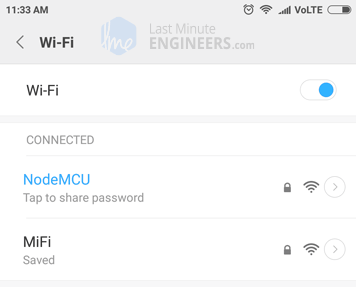 11:33 AM VoLTE
Last Minute
Wi-Fi ENGINEERS.com
Wi-Fi
CONNECTED
NodeMCU
Tap to share password
MiFi
Saved